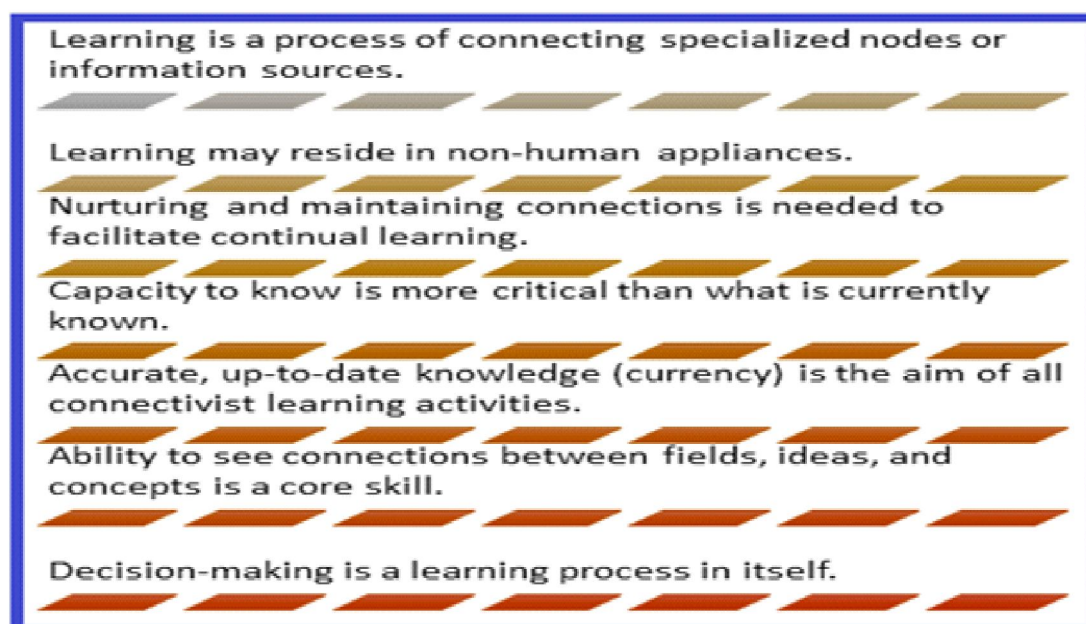 Learning is a process of connecting specialized nodes or
information sources.
Learning may reside in non-human appliances.
Nurturing and maintaining connections is needed to
facilitate continual learning.
Capacity to know is more critical than what is currently
known.
Accurate, up-to-date knowledge (currency) is the aim of all
connectivist learning activities.
Ability to see connections between fields, ideas, and
concepts is a core skill.
Decision-making is a learning process in itself.